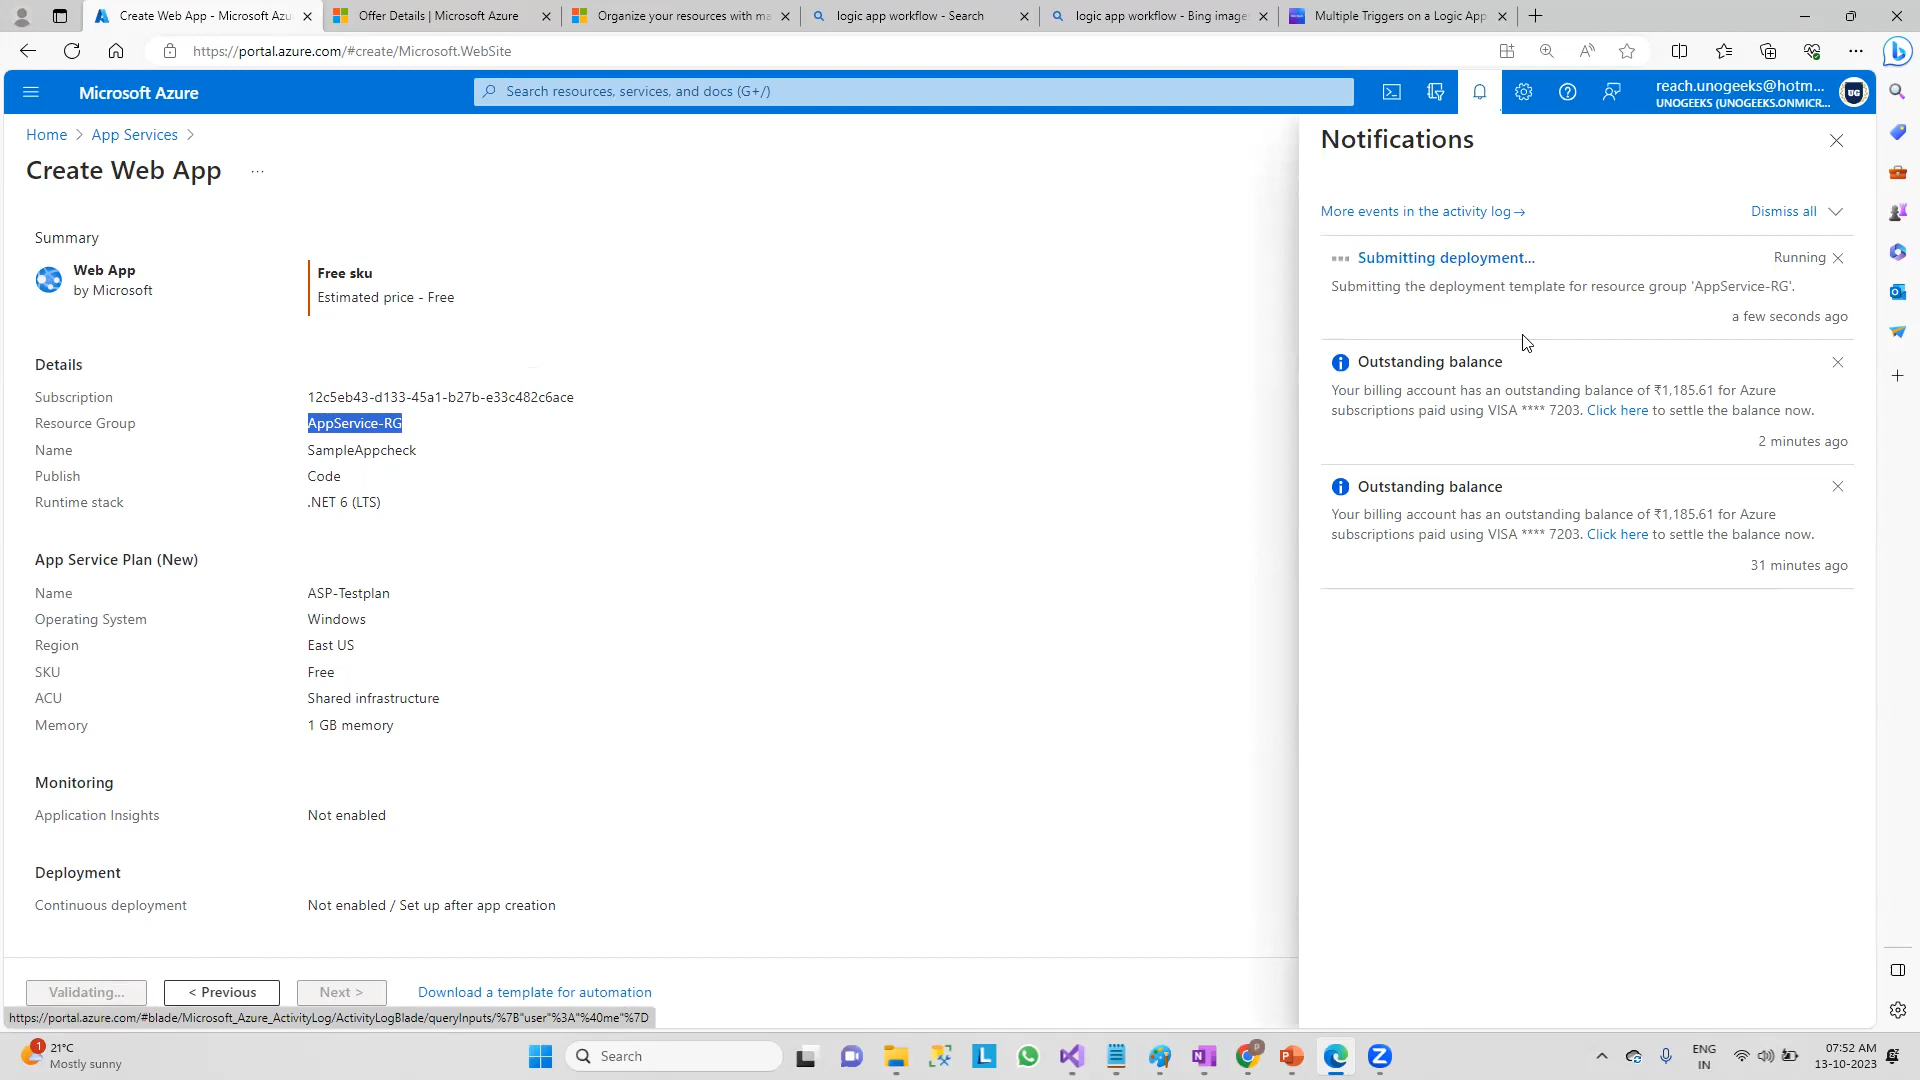 Create Web App - Microsoft Azu
Offer Details | Microsoft Azure
Organize your resources with ma
logic app workflow - Search
logic app workflow - Bing image
Multiple Triggers on a Logic App
https://portal.azure.com/#create/Microsoft.WebSite
Microsoft Azure
Search resources, services, and docs (G+/)
reach.unogeeks@hotm...
UNOGEEKS (UNOGEEKS.ONMICR...
UG
Home > App Services >
Create Web App ...
Summary
Web App
by Microsoft
Free sku
Estimated price - Free
Details
Subscription 12c5eb43-d133-45a1-b27b-e33c482c6ace
Resource Group AppService-RG
Name SampleAppcheck
Publish Code
Runtime stack .NET 6 (LTS)
App Service Plan (New)
Name ASP-Testplan
Operating System Windows
Region East US
SKU Free
ACU Shared infrastructure
Memory 1 GB memory
Monitoring
Application Insights Not enabled
Deployment
Continuous deployment Not enabled / Set up after app creation
Validating...
< Previous
Next >
Download a template for automation
https://portal.azure.com/#blade/Microsoft_Azure_ActivityLog/ActivityLogBlade/queryInputs/%7B"user"%3A"%40me"%7D
Notifications
More events in the activity log→
Dismiss all
Submitting deployment... Running
Submitting the deployment template for resource group 'AppService-RG'.
a few seconds ago
Outstanding balance
Your billing account has an outstanding balance of ₹1,185.61 for Azure
subscriptions paid using VISA **** 7203. Click here to settle the balance now.
2 minutes ago
Outstanding balance
Your billing account has an outstanding balance of ₹1,185.61 for Azure
subscriptions paid using VISA **** 7203. Click here to settle the balance now.
31 minutes ago
1
21°C
Mostly sunny
Search
L
P
Z
ENG
IN
07:52 AM
13-10-2023